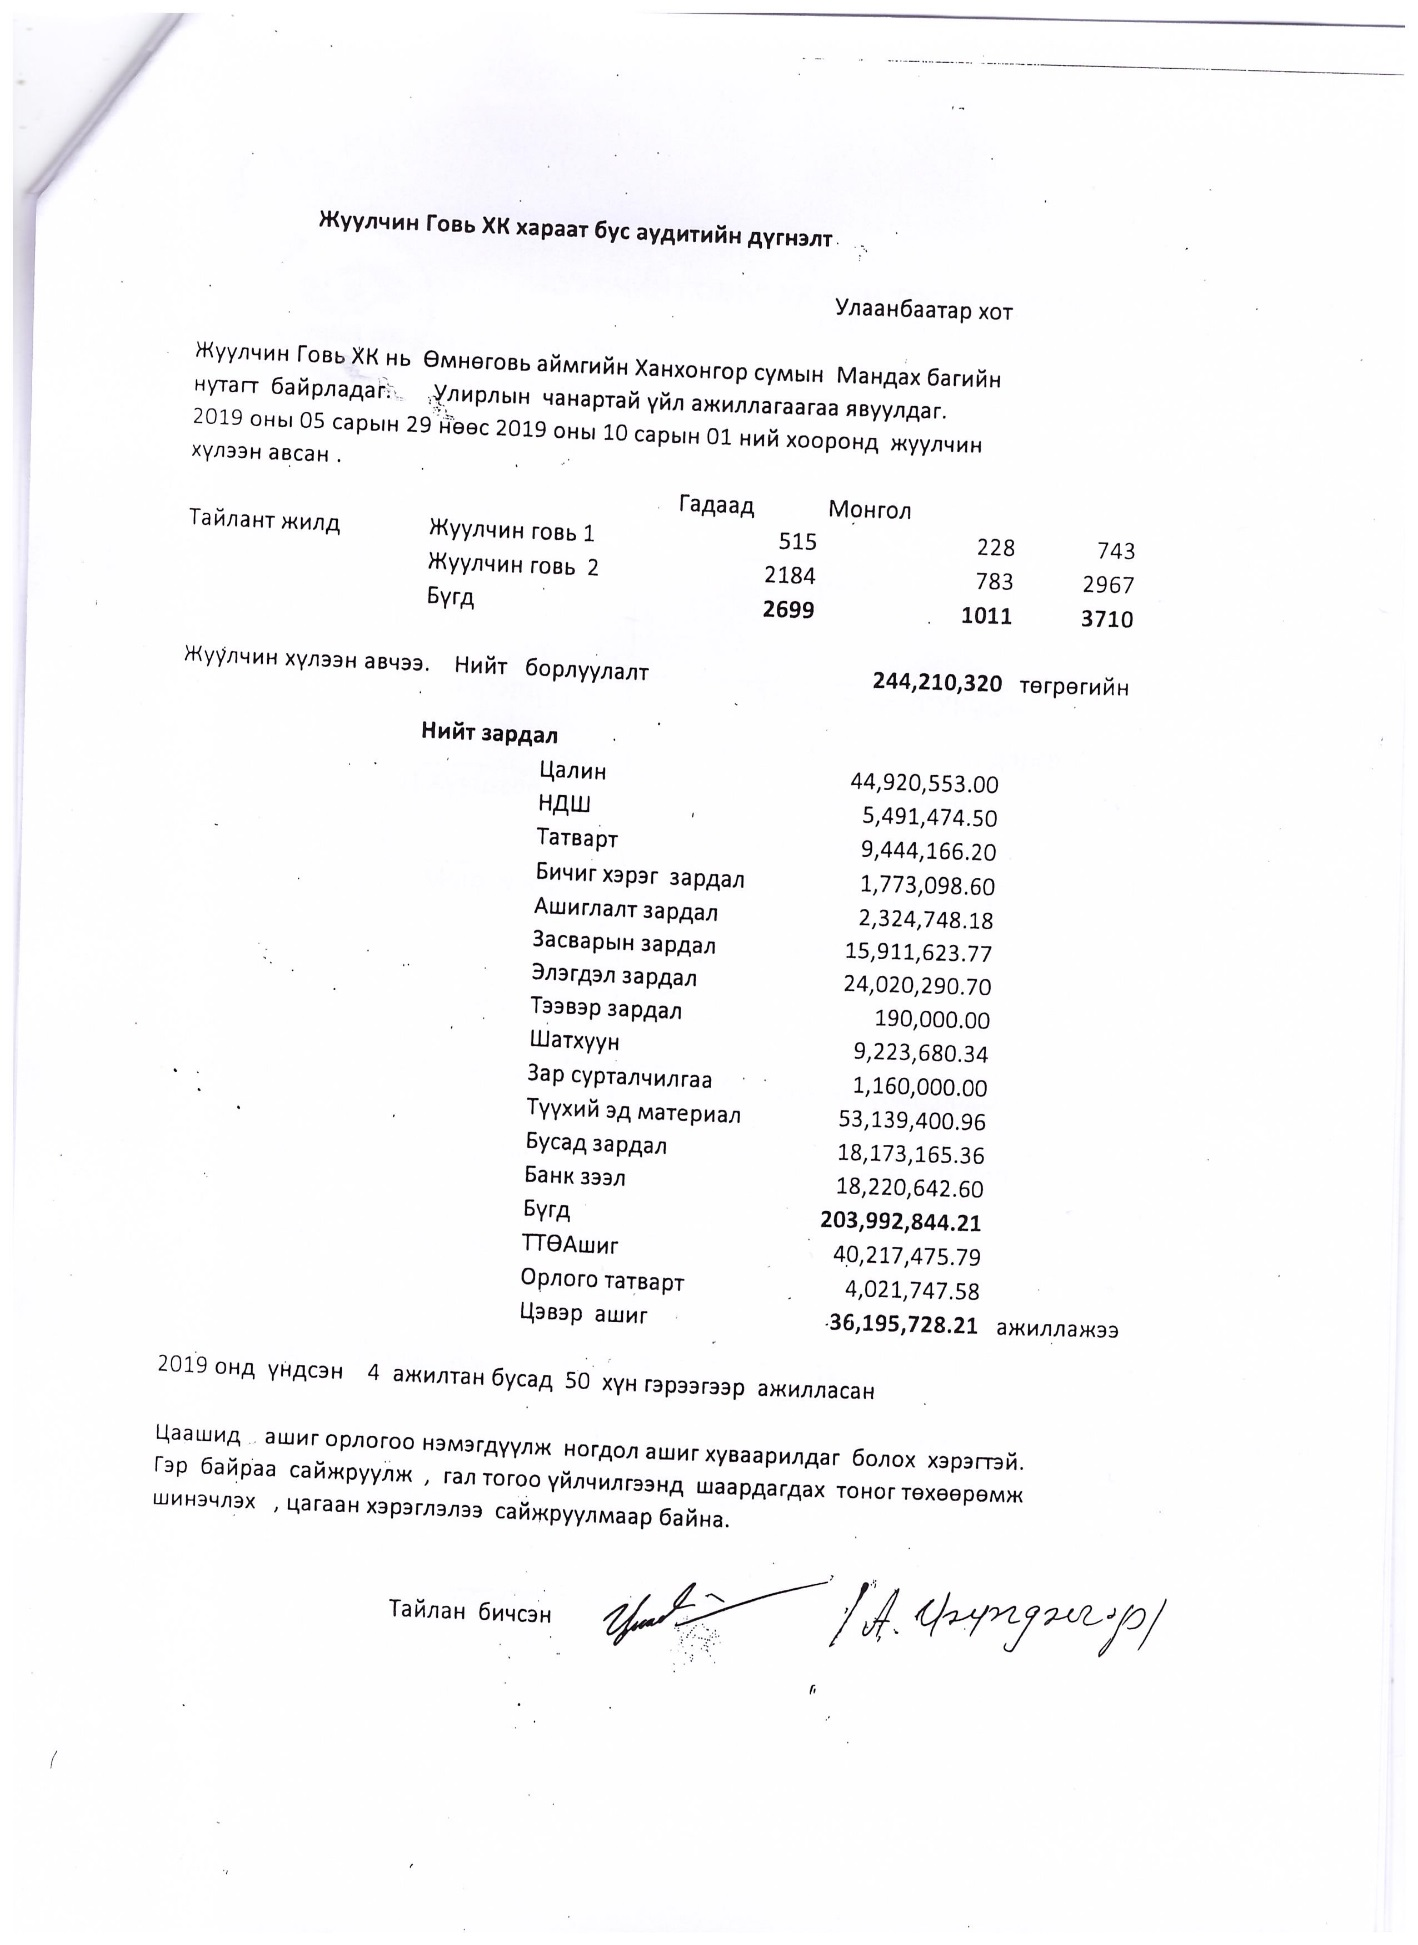 Жуулчин Говь ХК хараат бус аудитийн дүгнэлт
Улаанбаатар хот
Жуулчин Говь ХК нь Өмнөговь аймгийн Ханхонгор сумын Мандах багийн
нутагт байрладаг. Улирлын чанартай үйл ажиллагаагаа явуулдаг.
2019 оны 05 сарын 29 нөөс 2019 оны 10 сарын 01 ний хооронд жуулчин
хүлээн авсан .
Гадаад Монгол
Тайлант жилд Жуулчин говь 1 515 228 743
Жуулчин говь 2 2184 783 2967
Бүгд 2699 1011 3710
Жуулчин хүлээн авчээ. Нийт борлуулалт 244,210,320 төгрөгийн
Нийт зардал
Цалин 44,920,553.00
НДШ 5,491,474.50
Татварт 9,444,166.20
Бичиг хэрэг зардал 1,773,098.60
Ашиглалт зардал 2,324,748.18
Засварын зардал 15,911,623.77
Элэгдэл зардал 24,020,290.70
Тээвэр зардал 190,000.00
Шатхуун 9,223,680.34
Зар сурталчилгаа 1,160,000.00
Түүхий эд материал 53,139,400.96
Бусад зардал 18,173,165.36
Банк зээл 18,220,642.60
Бүгд 203,992,844.21
ТТӨАшиг 40,217,475.79
Орлого татварт 4,021,747.58
Цэвэр ашиг 36,195,728.21 ажиллажээ
2019 онд үндсэн 4 ажилтан бусад 50 хүн гэрээгээр ажилласан
Цаашид ашиг орлогоо нэмэгдүүлж ногдол ашиг хуваарилдаг болох хэрэгтэй.
Гэр байраа сайжруулж , гал тогоо үйлчилгээнд шаардагдах тоног төхөөрөмж
шинэчлэх , цагаан хэрэглэлээ сайжруулмаар байна.
Тайлан бичсэн /А.